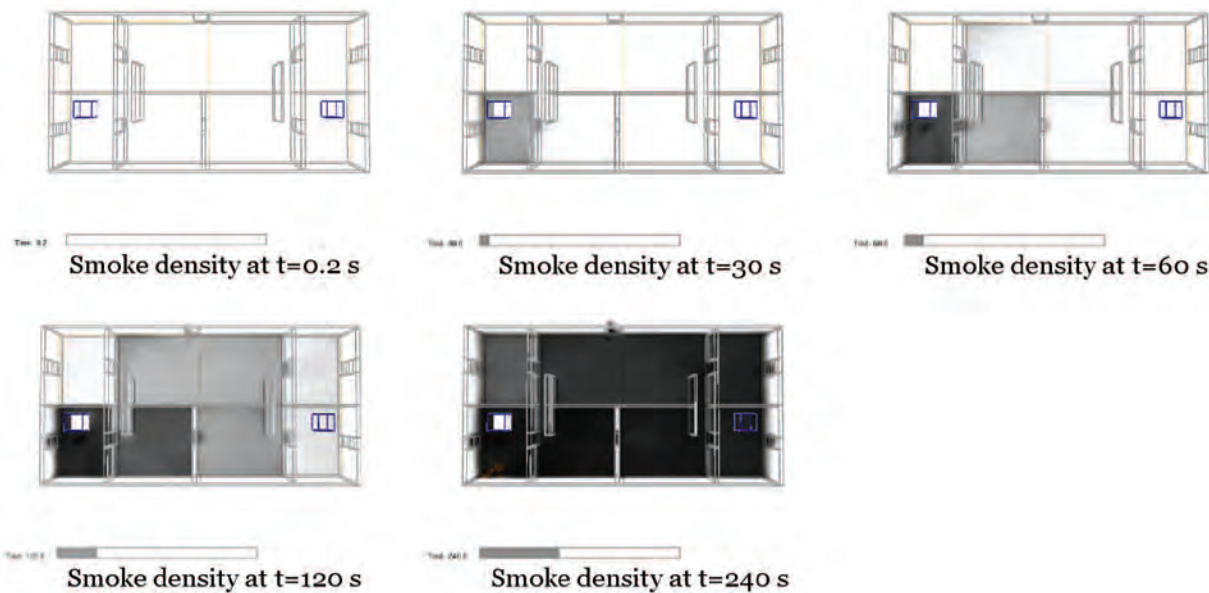 Smoke density at t=0.2 s
Smoke density at t=30 s
Smoke density at t=60 s
Smoke density at t=120 s
Smoke density at t=240 s